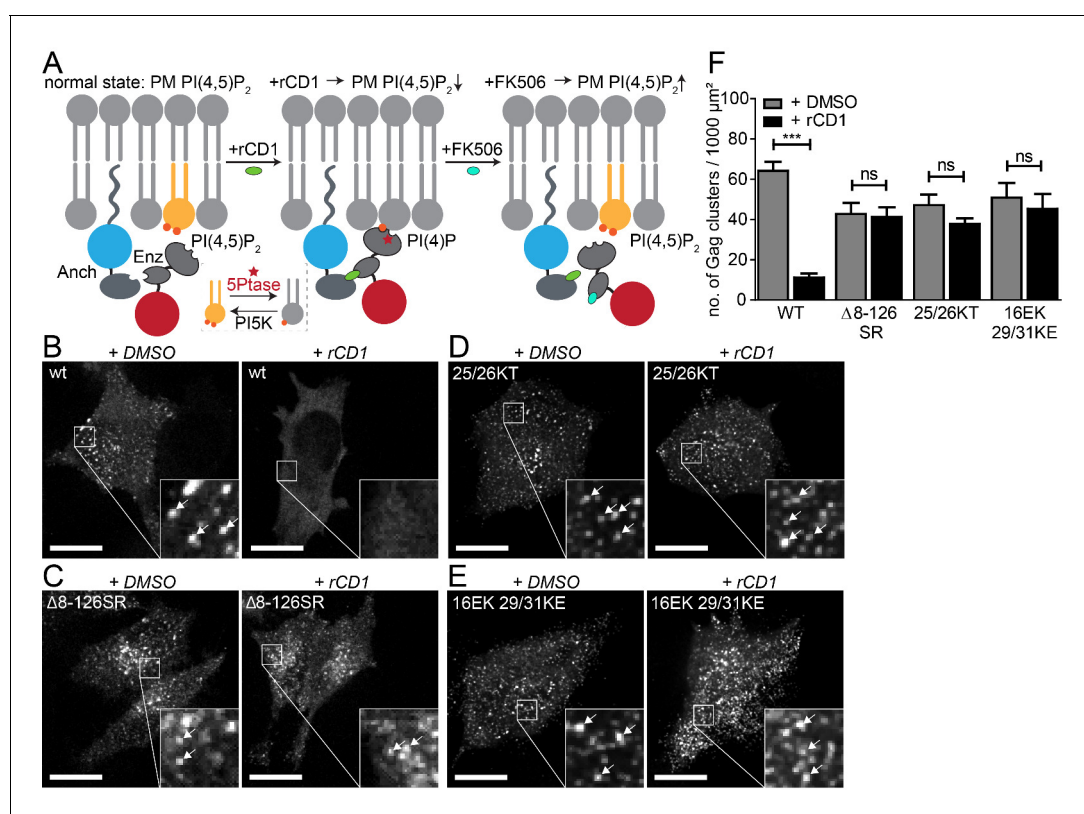 A
normal state: PM PI(4,5)P₂
+rCD1 → PM PI(4,5)P₂↓
+FK506 → PM PI(4,5)P₂↑
+rCD1
+FK506
PI(4,5)P₂
PI(4)P
PI(4,5)P₂
Anch
Enz
5Ptase
PI5K
B
+ DMSO
+ rCD1
wt
wt
C
+ DMSO
+ rCD1
Δ8-126SR
Δ8-126SR
D
+ DMSO
+ rCD1
25/26KT
25/26KT
E
+ DMSO
+ rCD1
16EK 29/31KE
16EK 29/31KE
F
no. of Gag clusters / 1000 µm²
100
80
60
40
20
0
+ DMSO
+ rCD1
***
ns
ns
ns
WT
Δ8-126
SR
25/26KT
16EK
29/31KE